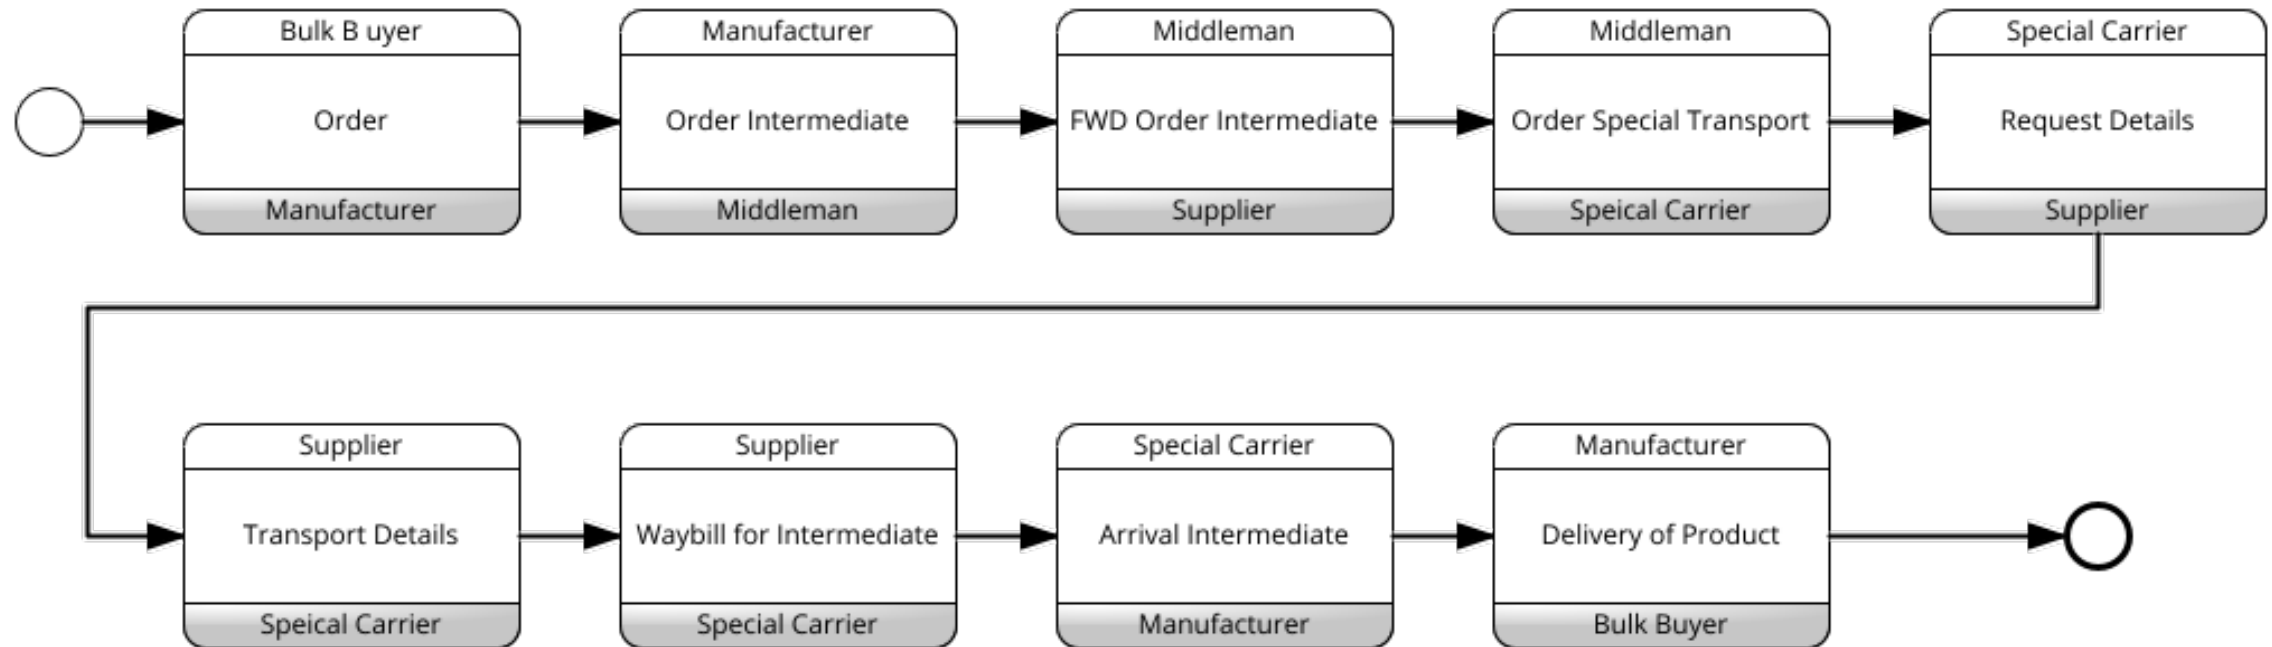 Bulk B uyer
Order
Manufacturer
Manufacturer
Order Intermediate
Middleman
Middleman
FWD Order Intermediate
Supplier
Middleman
Order Special Transport
Speical Carrier
Special Carrier
Request Details
Supplier
Supplier
Transport Details
Speical Carrier
Supplier
Waybill for Intermediate
Special Carrier
Special Carrier
Arrival Intermediate
Manufacturer
Manufacturer
Delivery of Product
Bulk Buyer